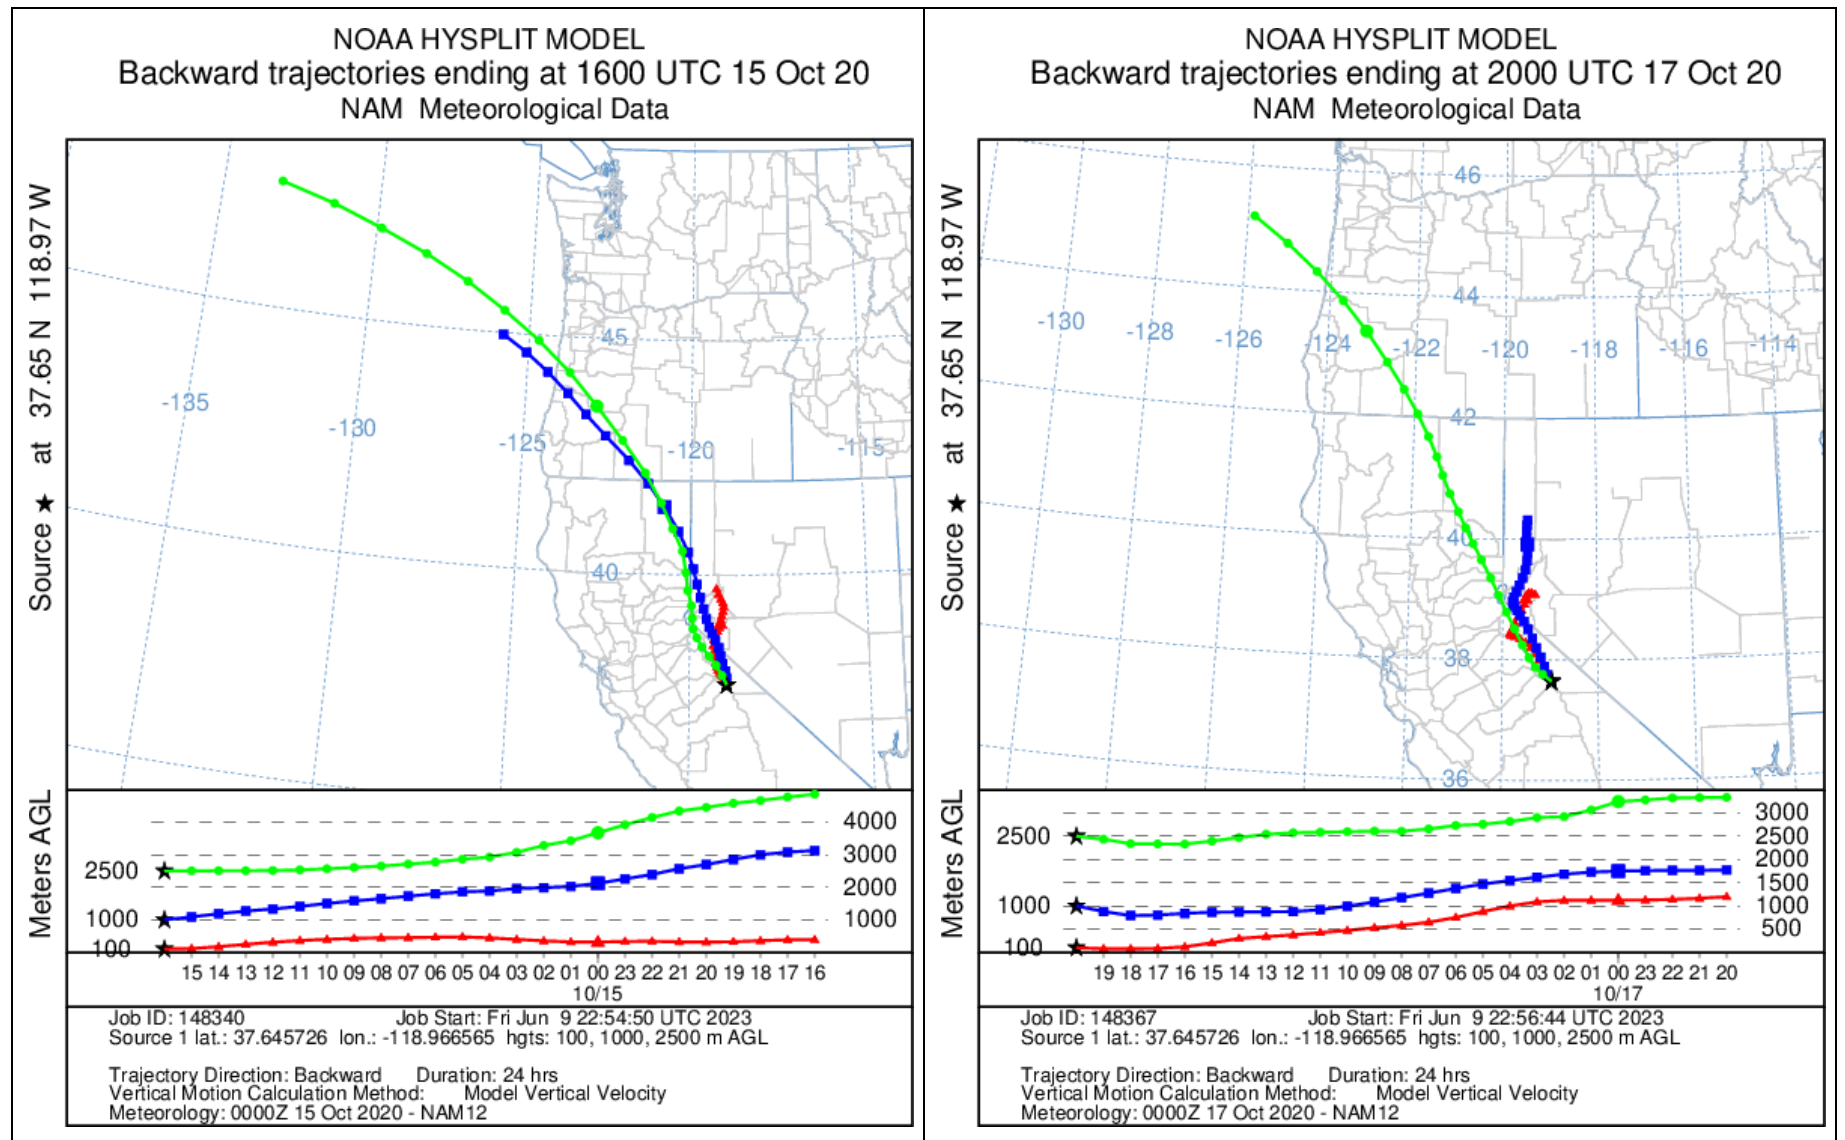 NOAA HYSPLIT MODEL
Backward trajectories ending at 1600 UTC 15 Oct 20
NAM Meteorological Data
Source ★ at 37.65 N 118.97 W
45
-135
-130
-125
-120
-115
40
Meters AGL
4000
3000
2500
2000
1000
1000
100
15 14 13 12 11 10 09 08 07 06 05 04 03 02 01 00 23 22 21 20 19 18 17 16
10/15
Job ID: 148340 Job Start: Fri Jun 9 22:54:50 UTC 2023
Source 1 lat.: 37.645726 lon.: -118.966565 hgts: 100, 1000, 2500 m AGL
Trajectory Direction: Backward Duration: 24 hrs
Vertical Motion Calculation Method: Model Vertical Velocity
Meteorology: 0000Z 15 Oct 2020 - NAM12
NOAA HYSPLIT MODEL
Backward trajectories ending at 2000 UTC 17 Oct 20
NAM Meteorological Data
Source ★ at 37.65 N 118.97 W
46
44
-130 -128 -126 -124 -122 -120 -118 -116 -114
42
40
38
36
Meters AGL
3000
2500 2500
2000
1500
1000 1000
500
100
19 18 17 16 15 14 13 12 11 10 09 08 07 06 05 04 03 02 01 00 23 22 21 20
10/17
Job ID: 148367 Job Start: Fri Jun 9 22:56:44 UTC 2023
Source 1 lat.: 37.645726 lon.: -118.966565 hgts: 100, 1000, 2500 m AGL
Trajectory Direction: Backward Duration: 24 hrs
Vertical Motion Calculation Method: Model Vertical Velocity
Meteorology: 0000Z 17 Oct 2020 - NAM12